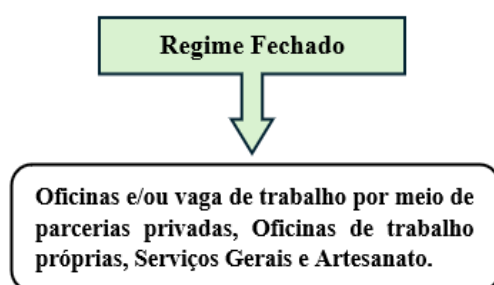 Regime Fechado
Oficinas e/ou vaga de trabalho por meio de
parcerias privadas, Oficinas de trabalho
próprias, Serviços Gerais e Artesanato.